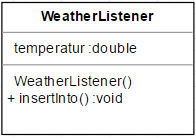 WeatherListener
temperatur :double
WeatherListener()
+ insertInto() :void